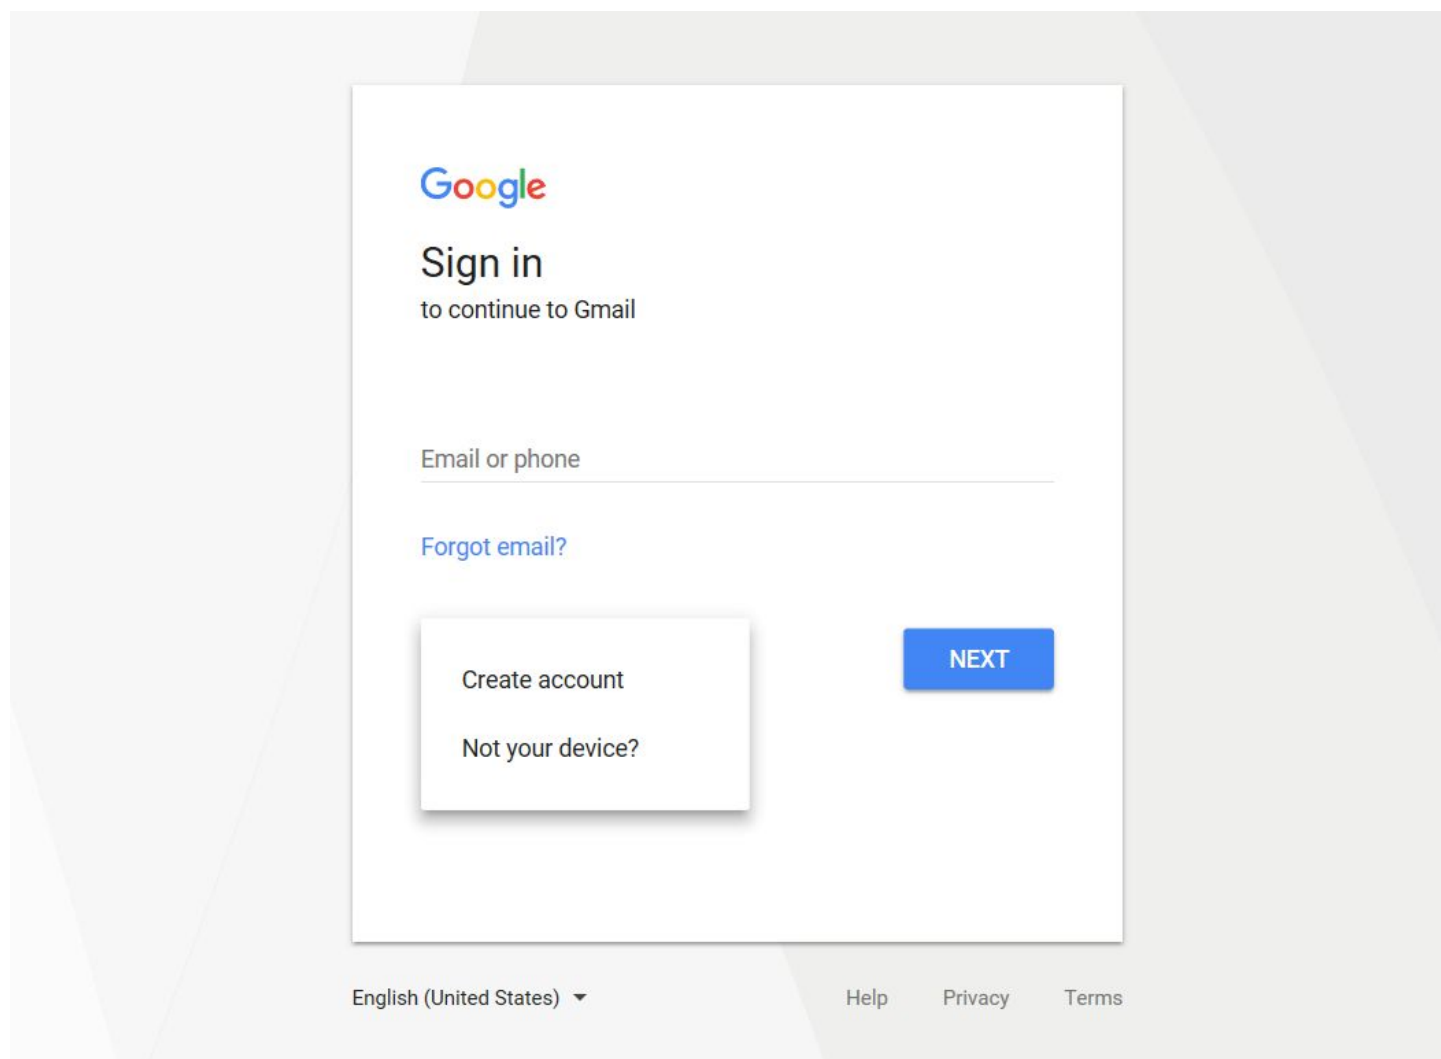 Google
Sign in
to continue to Gmail
Email or phone
Forgot email?
Create account
NEXT
Not your device?
English (United States)
Help Privacy Terms